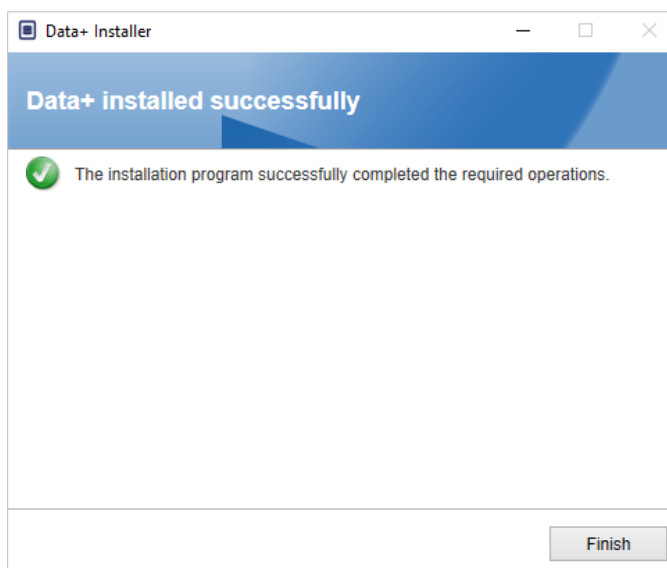 Data+ Installer
Data+ installed successfully
The installation program successfully completed the required operations.
Finish